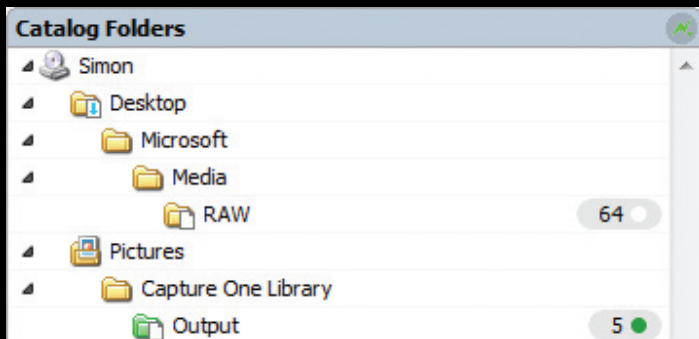 Catalog Folders
Simon
Desktop
Microsoft
Media
RAW 64
Pictures
Capture One Library
Output 5